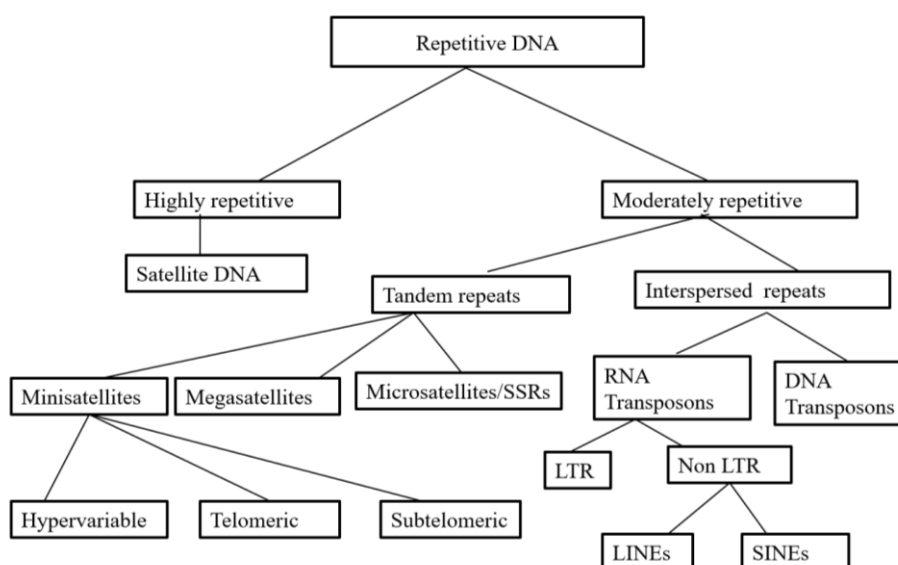 Repetitive DNA
Highly repetitive
Moderately repetitive
Satellite DNA
Tandem repeats
Interspersed repeats
Minisatellites
Megasatellites
Microsatellites/SSRs
RNA
Transposons
DNA
Transposons
LTR
Non LTR
Hypervariable
Telomeric
Subtelomeric
LINEs
SINEs